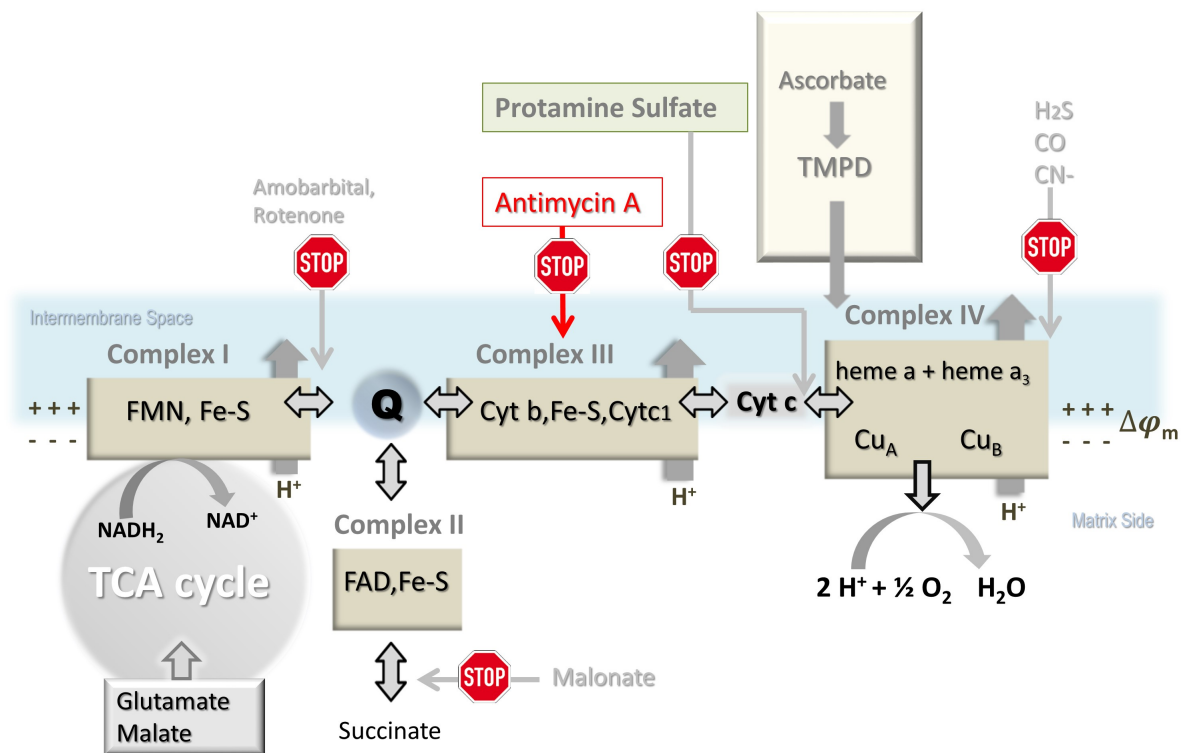 Ascorbate
TMPD
Protamine Sulfate
H2S
CO
CN-
Amobarbital,
Rotenone
Antimycin A
STOP
STOP
STOP
STOP
Intermembrane Space
Complex I
Complex III
Complex IV
FMN, Fe-S
Q
Cyt b,Fe-S,Cytc1
Cyt c
heme a + heme a₃
Cu_A
Cu_B
+ + +
- - -
+ + +
- - -
Δφₘ
H⁺
H⁺
H⁺
Matrix Side
NADH₂
NAD⁺
TCA cycle
Complex II
FAD,Fe-S
2 H⁺ + ½ O₂
H₂O
STOP
Malonate
Glutamate
Malate
Succinate